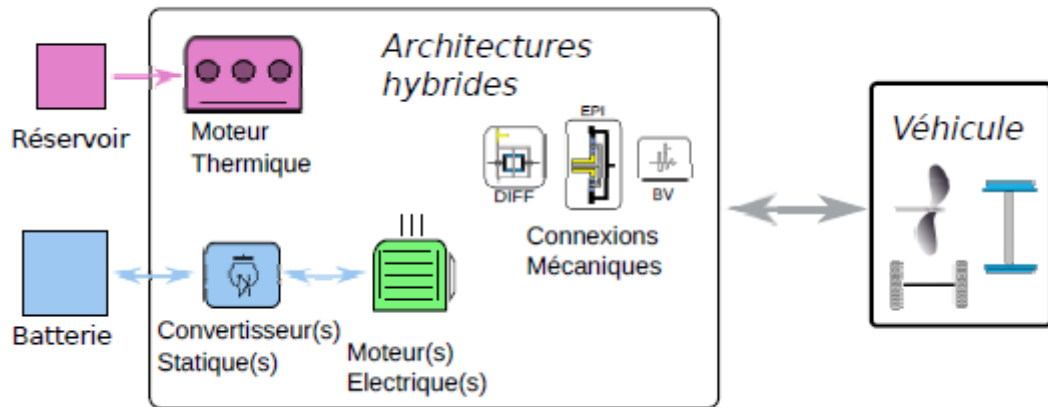 Architectures
hybrides
Réservoir
Moteur
Thermique
EPI
DIFF
BV
Connexions
Mécaniques
Véhicule
Batterie
Convertisseur(s)
Statique(s)
Moteur(s)
Electrique(s)